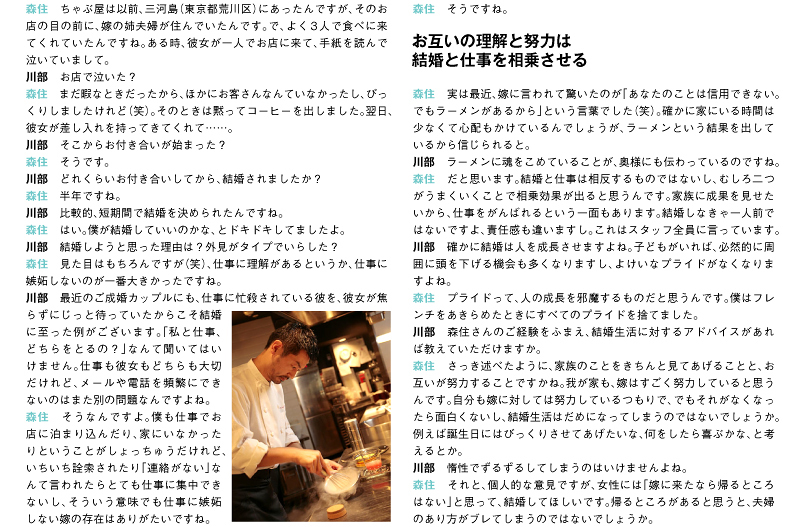 森住　ちゃぶ屋は以前、三河島（東京都荒川区）にあったんですが、そのお
店の目の前に、嫁の姉夫婦が住んでいたんです。で、よく3人で食べに来
てくれていたんですね。ある時、彼女が一人でお店に来て、手紙を読んで
泣いていまして。
川部　お店で泣いた？
森住　まだ暇なときだったから、ほかにお客さんなんていなかったし、びっ
くりしましたけれど（笑）。そのときは黙ってコーヒーを出しました。翌日、
彼女が差し入れを持ってきてくれて……。
川部　そこからお付き合いが始まった？
森住　そうです。
川部　どれくらいお付き合いしてから、結婚されましたか？
森住　半年ですね。
川部　比較的、短期間で結婚を決められたんですね。
森住　はい。僕が結婚していいのかな、とドキドキしてましたよ。
川部　結婚しようと思った理由は？外見がタイプでいらした？
森住　見た目はもちろんですが（笑）、仕事に理解があるというか、仕事に
嫉妬しないのが一番大きかったですね。
川部　最近のご成婚カップルにも、仕事に忙殺されている彼を、彼女が焦
らずにじっと待っていたからこそ結婚
に至った例がございます。「私と仕事、
どちらをとるの？」なんて聞いてはい
けません。仕事も彼女もどちらも大切
だけれど、メールや電話を頻繁にでき
ないのはまた別の問題なんですよね。
森住　そうなんですよ。僕も仕事でお
店に泊まり込んだり、家にいなかった
りということがしょっちゅうだけれど、
いちいち詮索されたり「連絡がない」な
んて言われたらとても仕事に集中でき
ないし、そういう意味でも仕事に嫉妬
しない嫁の存在はありがたいですね。
森住　そうですね。
お互いの理解と努力は
結婚と仕事を相乗させる
森住　実は最近、嫁に言われて驚いたのが「あなたのことは信用できない。
でもラーメンがあるから」という言葉でした（笑）。確かに家にいる時間は
少なくて心配もかけているんでしょうが、ラーメンという結果を出して
いるから信じられると。
川部　ラーメンに魂をこめていることが、奥様にも伝わっているのですね。
森住　だと思います。結婚と仕事は相反するものではないし、むしろ二つ
がうまくいくことで相乗効果が出ると思うんです。家族に成果を見せた
いから、仕事をがんばれるという一面もあります。結婚しなきゃ一人前で
はないですよ、責任感も違いますし。これはスタッフ全員に言っています。
川部　確かに結婚は人を成長させますよね。子どもがいれば、必然的に周
囲に頭を下げる機会も多くなりますし、よけいなプライドがなくなりま
すよね。
森住　プライドって、人の成長を邪魔するものだと思うんです。僕はフレ
ンチをあきらめたときにすべてのプライドを捨てました。
川部　森住さんのご経験をふまえ、結婚生活に対するアドバイスがあれ
ば教えていただけますか。
森住　さっき述べたように、家族のことをきちんと見てあげることと、お
互いが努力することですかね。我が家も、嫁はすごく努力していると思う
んです。自分も嫁に対しては努力しているつもりで、でもそれがなくなっ
たら面白くないし、結婚生活はだめになってしまうのではないでしょうか。
例えば誕生日にはびっくりさせてあげたいな、何をしたら喜ぶかな、と考
えるとか。
川部　惰性でずるずるしてしまうのはいけませんよね。
森住　それと、個人的な意見ですが、女性には「嫁に来たなら帰るところ
はない」と思って、結婚してほしいです。帰るところがあると思うと、夫婦
のあり方がブレてしまうのではないでしょうか。